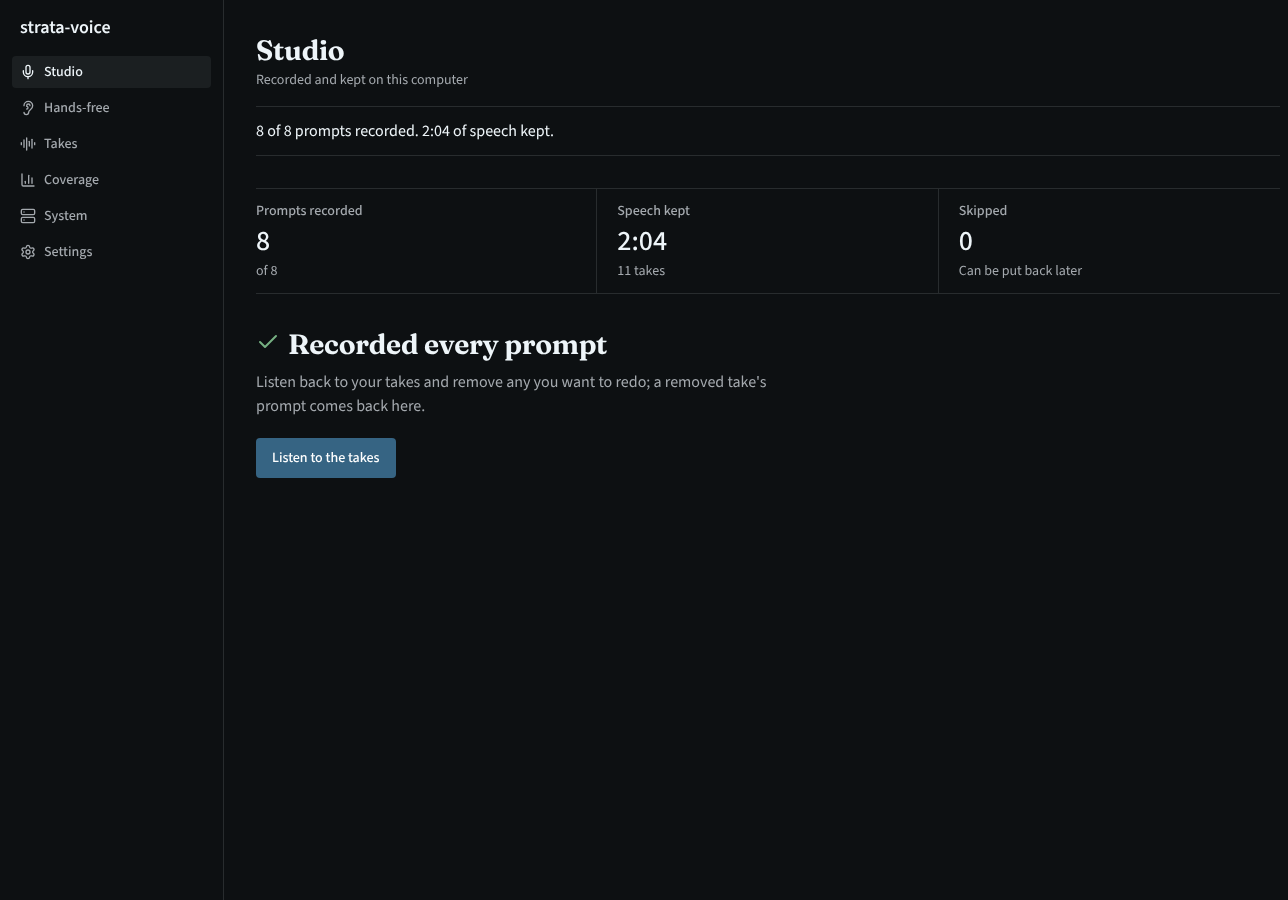 strata-voice
Studio
Hands-free
Takes
Coverage
System
Settings
Studio
Recorded and kept on this computer
8 of 8 prompts recorded. 2:04 of speech kept.
Prompts recorded
8
of 8
Speech kept
2:04
11 takes
Skipped
0
Can be put back later
Recorded every prompt
Listen back to your takes and remove any you want to redo; a removed take's
prompt comes back here.
Listen to the takes